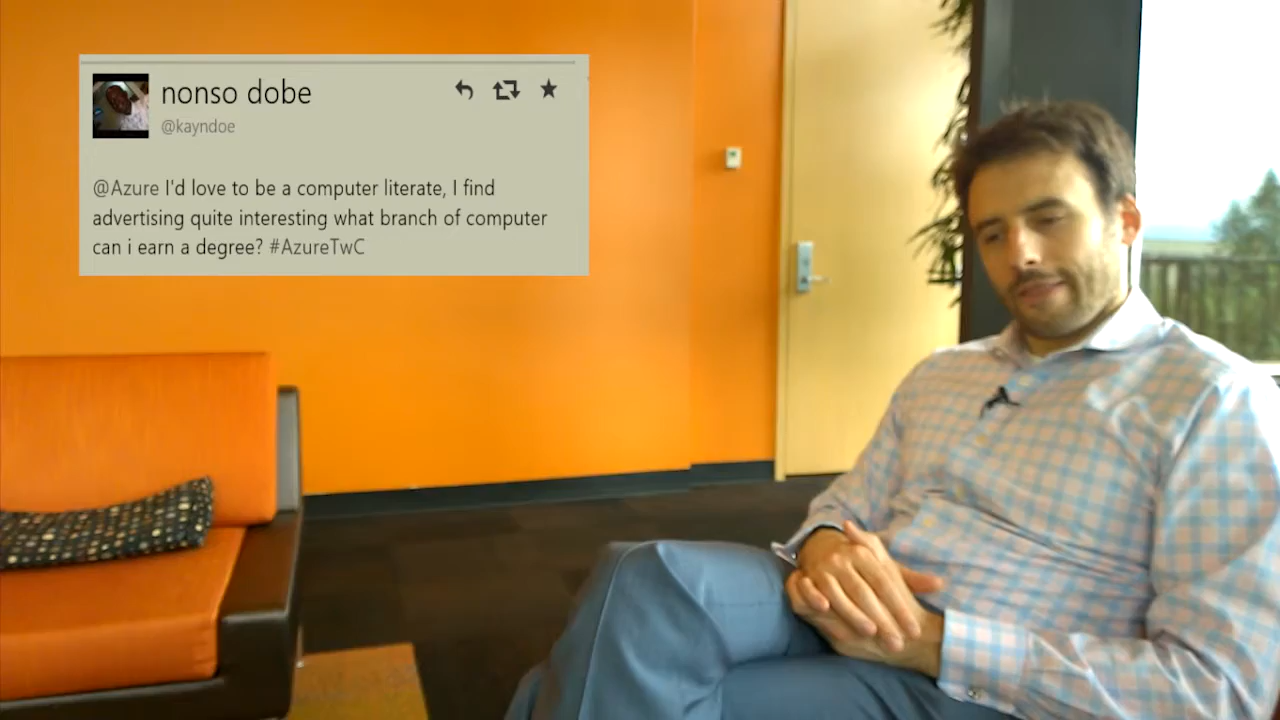 nonso dobe
@kayndoe
@Azure I'd love to be a computer literate, I find
advertising quite interesting what branch of computer
can i earn a degree? #AzureTwC